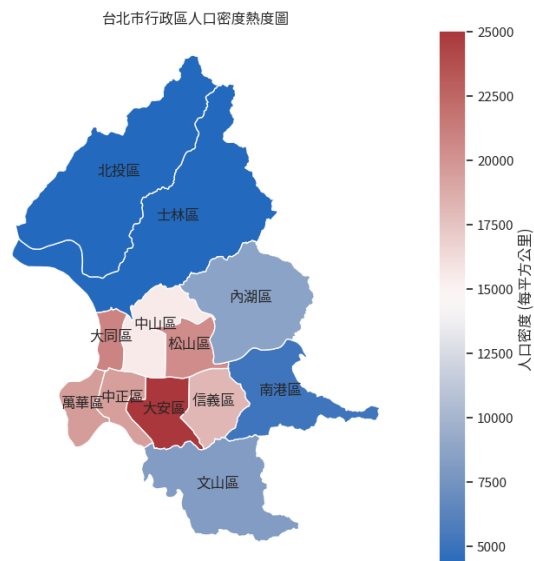 台北市行政區人口密度熱度圖
25000
22500
20000
17500
15000
12500
10000
7500
5000
人口密度 (每平方公里)
北投區
士林區
內湖區
中山區
大同區
松山區
南港區
萬華區
中正區
大安區
信義區
文山區